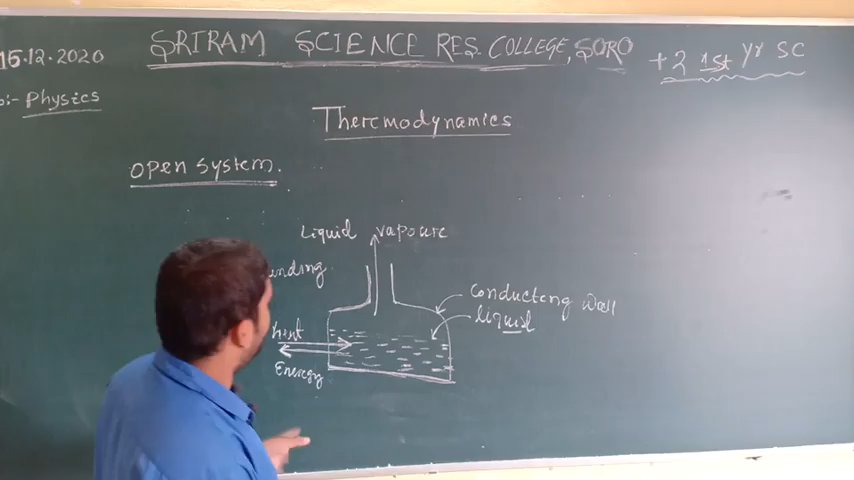 15.12.2020
SRIRAM SCIENCE RES. COLLEGE, SORO
+2 1st yr SC
Physics
Thermodynamics
open system.
Liquid vapoure
unding
Conducting Wall
liquid
heat
Energy